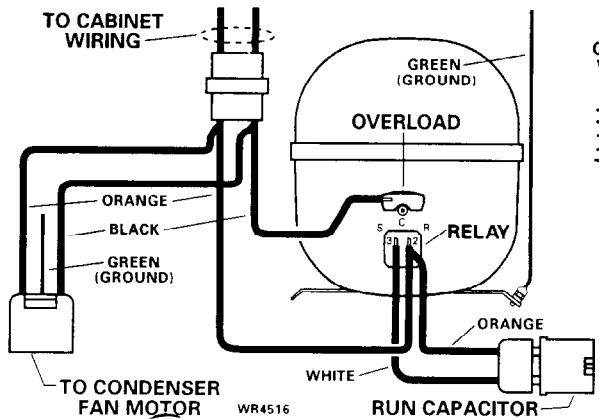 TO CABINET
WIRING
GREEN
(GROUND)
OVERLOAD
ORANGE
BLACK
GREEN
(GROUND)
S C R
3 2
RELAY
ORANGE
WHITE
TO CONDENSER
FAN MOTOR
WR4516
RUN CAPACITOR